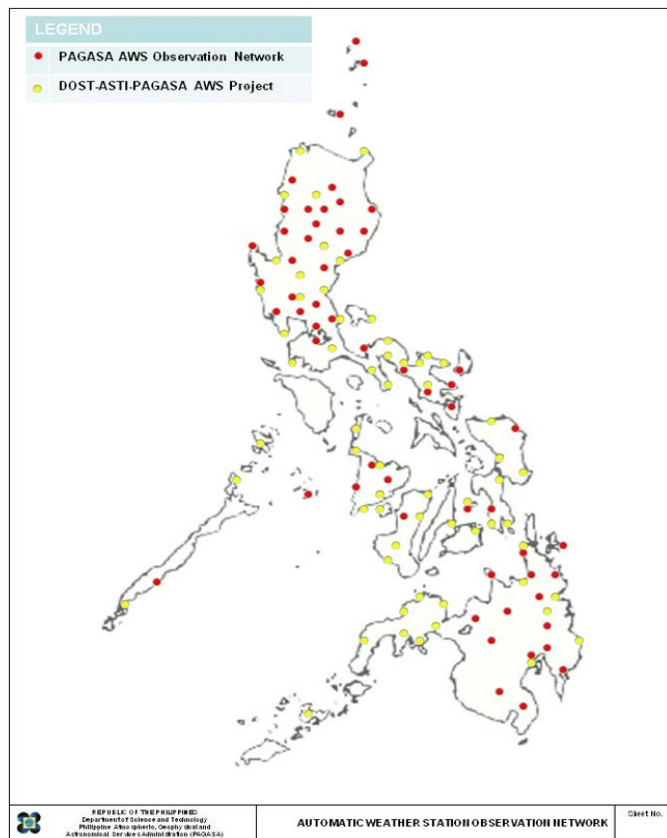 LEGEND
PAGASA AWS Observation Network
DOST-ASTI-PAGASA AWS Project
REPUBLIC OF THE PHILIPPINES
Department of Science and Technology
Philippine Atmospheric, Geophysical and
Astronomical Services Administration (PAGASA)
AUTOMATIC WEATHER STATION OBSERVATION NETWORK
Sheet No.